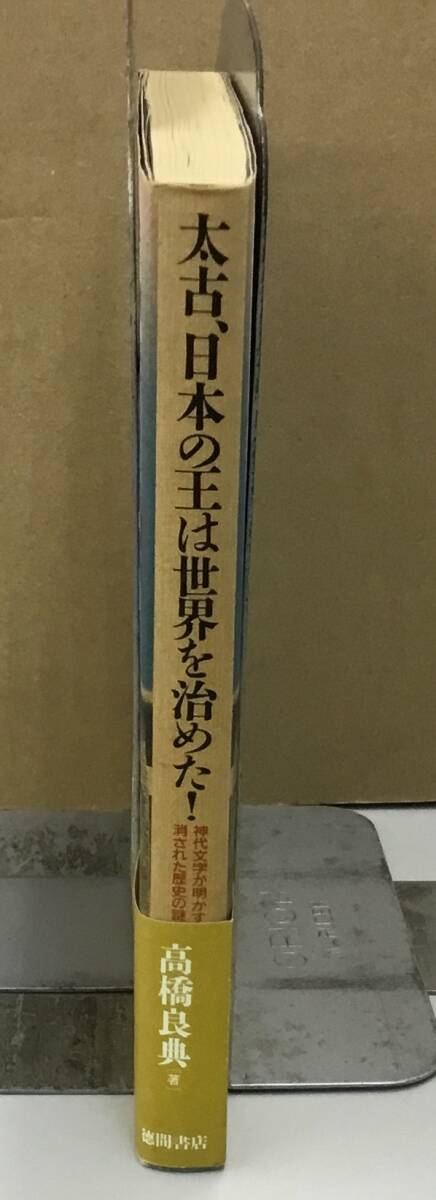 太古、日本の王は世界を治めた!
神代文字が明かす
消された歴史の謎
高橋良典[著]
徳間書店